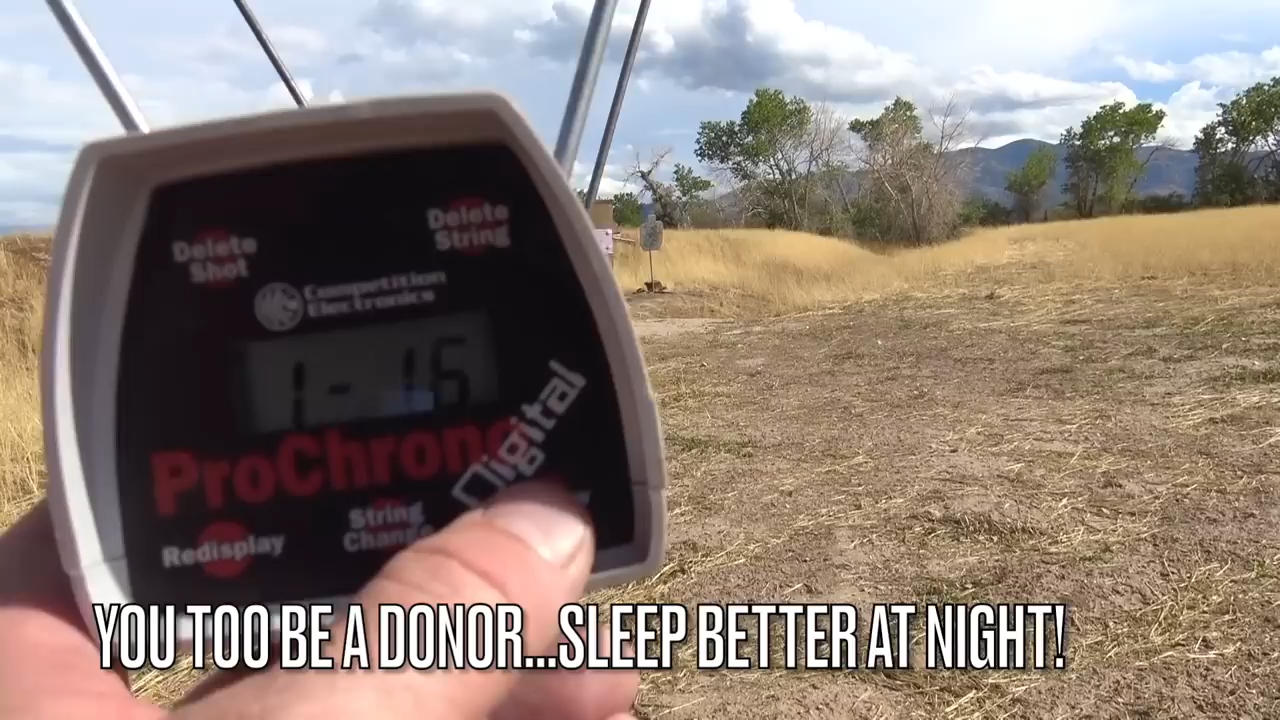 Delete
Shot
Delete
String
Competition
Electronics
1- 16
ProChrono
Digital
Redisplay
String
Change
YOU TOO BE A DONOR...SLEEP BETTER AT NIGHT!